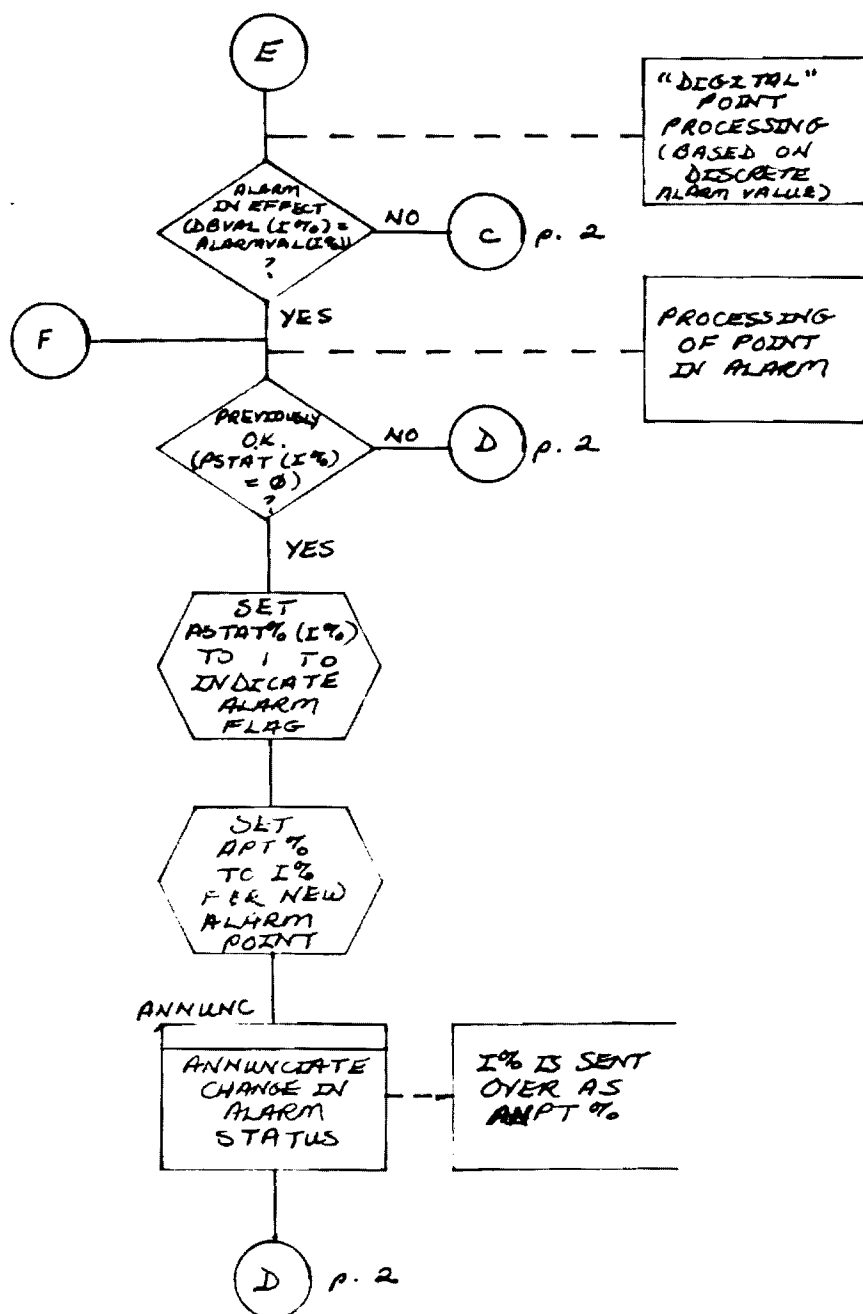 E
"DIGITAL"
POINT
PROCESSING
(BASED ON
DISCRETE
ALARM VALUE)
ALARM
IN EFFECT
(DBVAL (I%) =
ALARMVAL (I%))
?
NO
C
p. 2
YES
F
PROCESSING
OF POINT
IN ALARM
PREVIOUSLY
O.K.
(PSTAT (I%)
= Ø)
?
NO
D
p. 2
YES
SET
ASTAT% (I%)
TO 1 TO
INDICATE
ALARM
FLAG
SET
APT %
TO I%
FOR NEW
ALARM
POINT
ANNUNC
ANNUNCIATE
CHANGE IN
ALARM
STATUS
I% IS SENT
OVER AS
ANPT %
D
p. 2